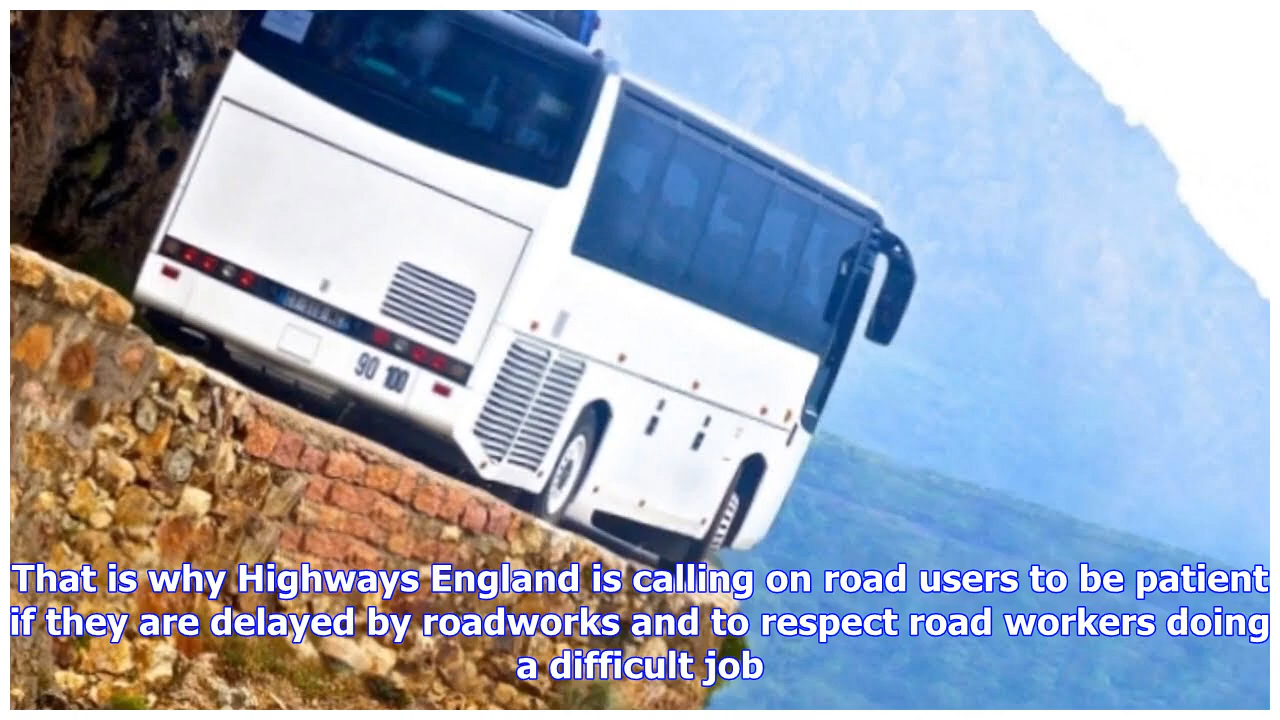 90 100
That is why Highways England is calling on road users to be patient
if they are delayed by roadworks and to respect road workers doing
a difficult job